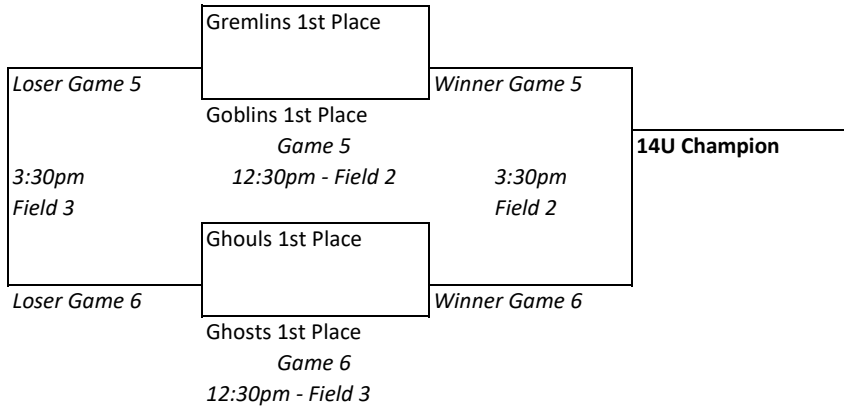 Gremlins 1st Place
Loser Game 5
Winner Game 5
Goblins 1st Place
Game 5
14U Champion
3:30pm
12:30pm - Field 2
3:30pm
Field 3
Field 2
Ghouls 1st Place
Loser Game 6
Winner Game 6
Ghosts 1st Place
Game 6
12:30pm - Field 3